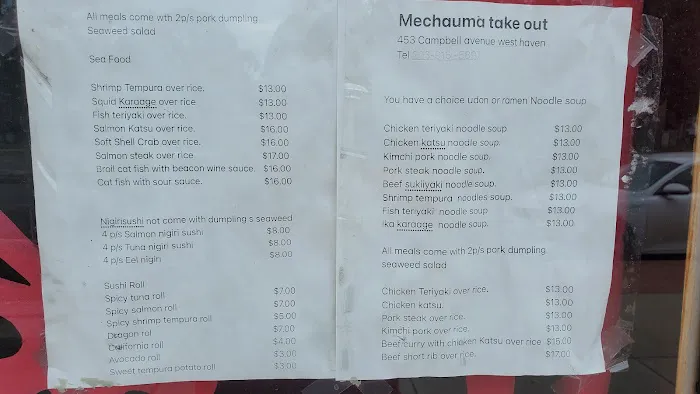 All meals come wth 2p/s pork dumpling
Seaweed salad
Sea Food
Shrimp Tempura over rice. $13.00
Squid Karaage over rice $13.00
Fish teriyaki over rice. $13.00
Salmon Katsu over rice. $16.00
Soft Shell Crab over rice. $16.00
Salmon steak over rice $17.00
Broil cat fish with beacon wine sauce. $16.00
Cat fish with sour sauce. $16.00
Nigirisushi not come with dumpling s seaweed
4 p/s Salmon nigiri sushi $8.00
4 p/s Tuna nigiri sushi $8.00
4 p/s Eel nigiri $8.00
Sushi Roll
Spicy tuna roll $7.00
Spicy salmon roll $7.00
Spicy shrimp tempura roll $5.00
Dragon rol $7.00
California roll $4.00
Avocado roll $3.00
Sweet tempura potato roll $3.00
Mechauma take out
453 Campbell avenue west haven
Tel
You have a choice udon or ramen Noodle soup
Chicken teriyaki noodle soup $13.00
Chicken katsu noodle soup. $13.00
Kimchi pork noodle soup. $13.00
Pork steak noodle soup. $13.00
Beef sukiiyaki noodle soup. $13.00
Shrimp tempura noodles soup. $13.00
Fish teriyaki noodle soup $13.00
Ika karaage noodle soup. $13.00
All meals come with 2p/s park dumpling
seaweed salad
Chicken Teriyaki over rice. $13.00
Chicken katsu. $13.00
Pork steak over rice. $13.00
Kimchi pork over rice. $13.00
Beef curry with chicken Katsu over rice $15.00
Beef short rib over rice. $17.00